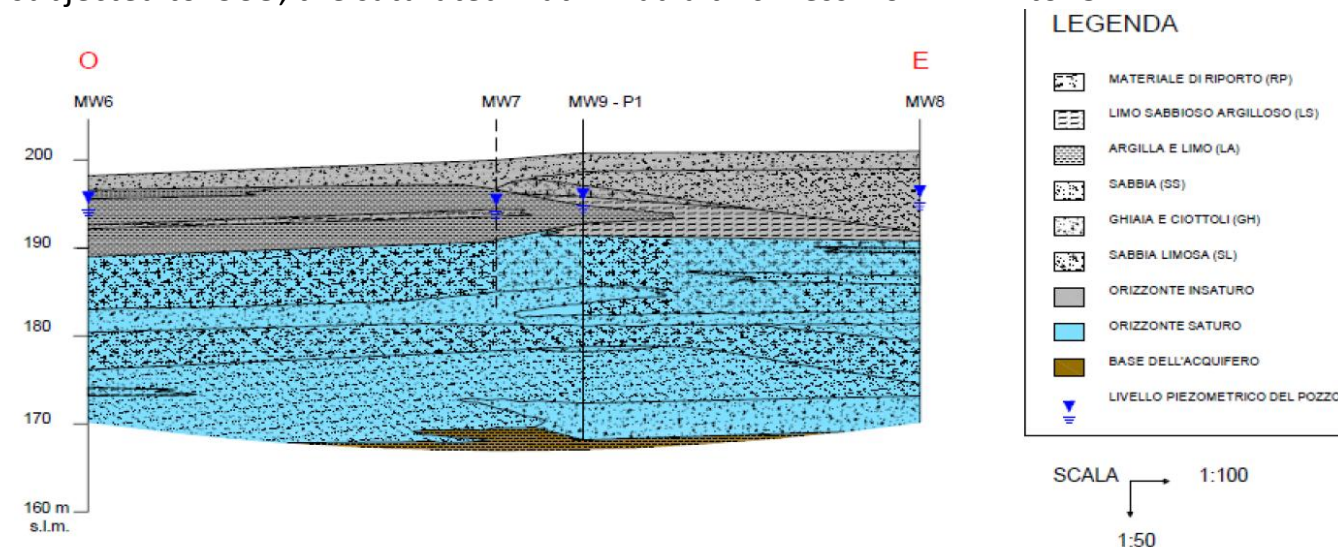 O
E
MW6
MW7
MW9 - P1
MW8
200
190
180
170
160 m
s.l.m.
LEGENDA
MATERIALE DI RIPORTO (RP)
LIMO SABBIOSO ARGILLOSO (LS)
ARGILLA E LIMO (LA)
SABBIA (SS)
GHIAIA E CIOTTOLI (GH)
SABBIA LIMOSA (SL)
ORIZZONTE INSATURO
ORIZZONTE SATURO
BASE DELL'ACQUIFERO
LIVELLO PIEZOMETRICO DEL POZZO
SCALA
1:100
1:50